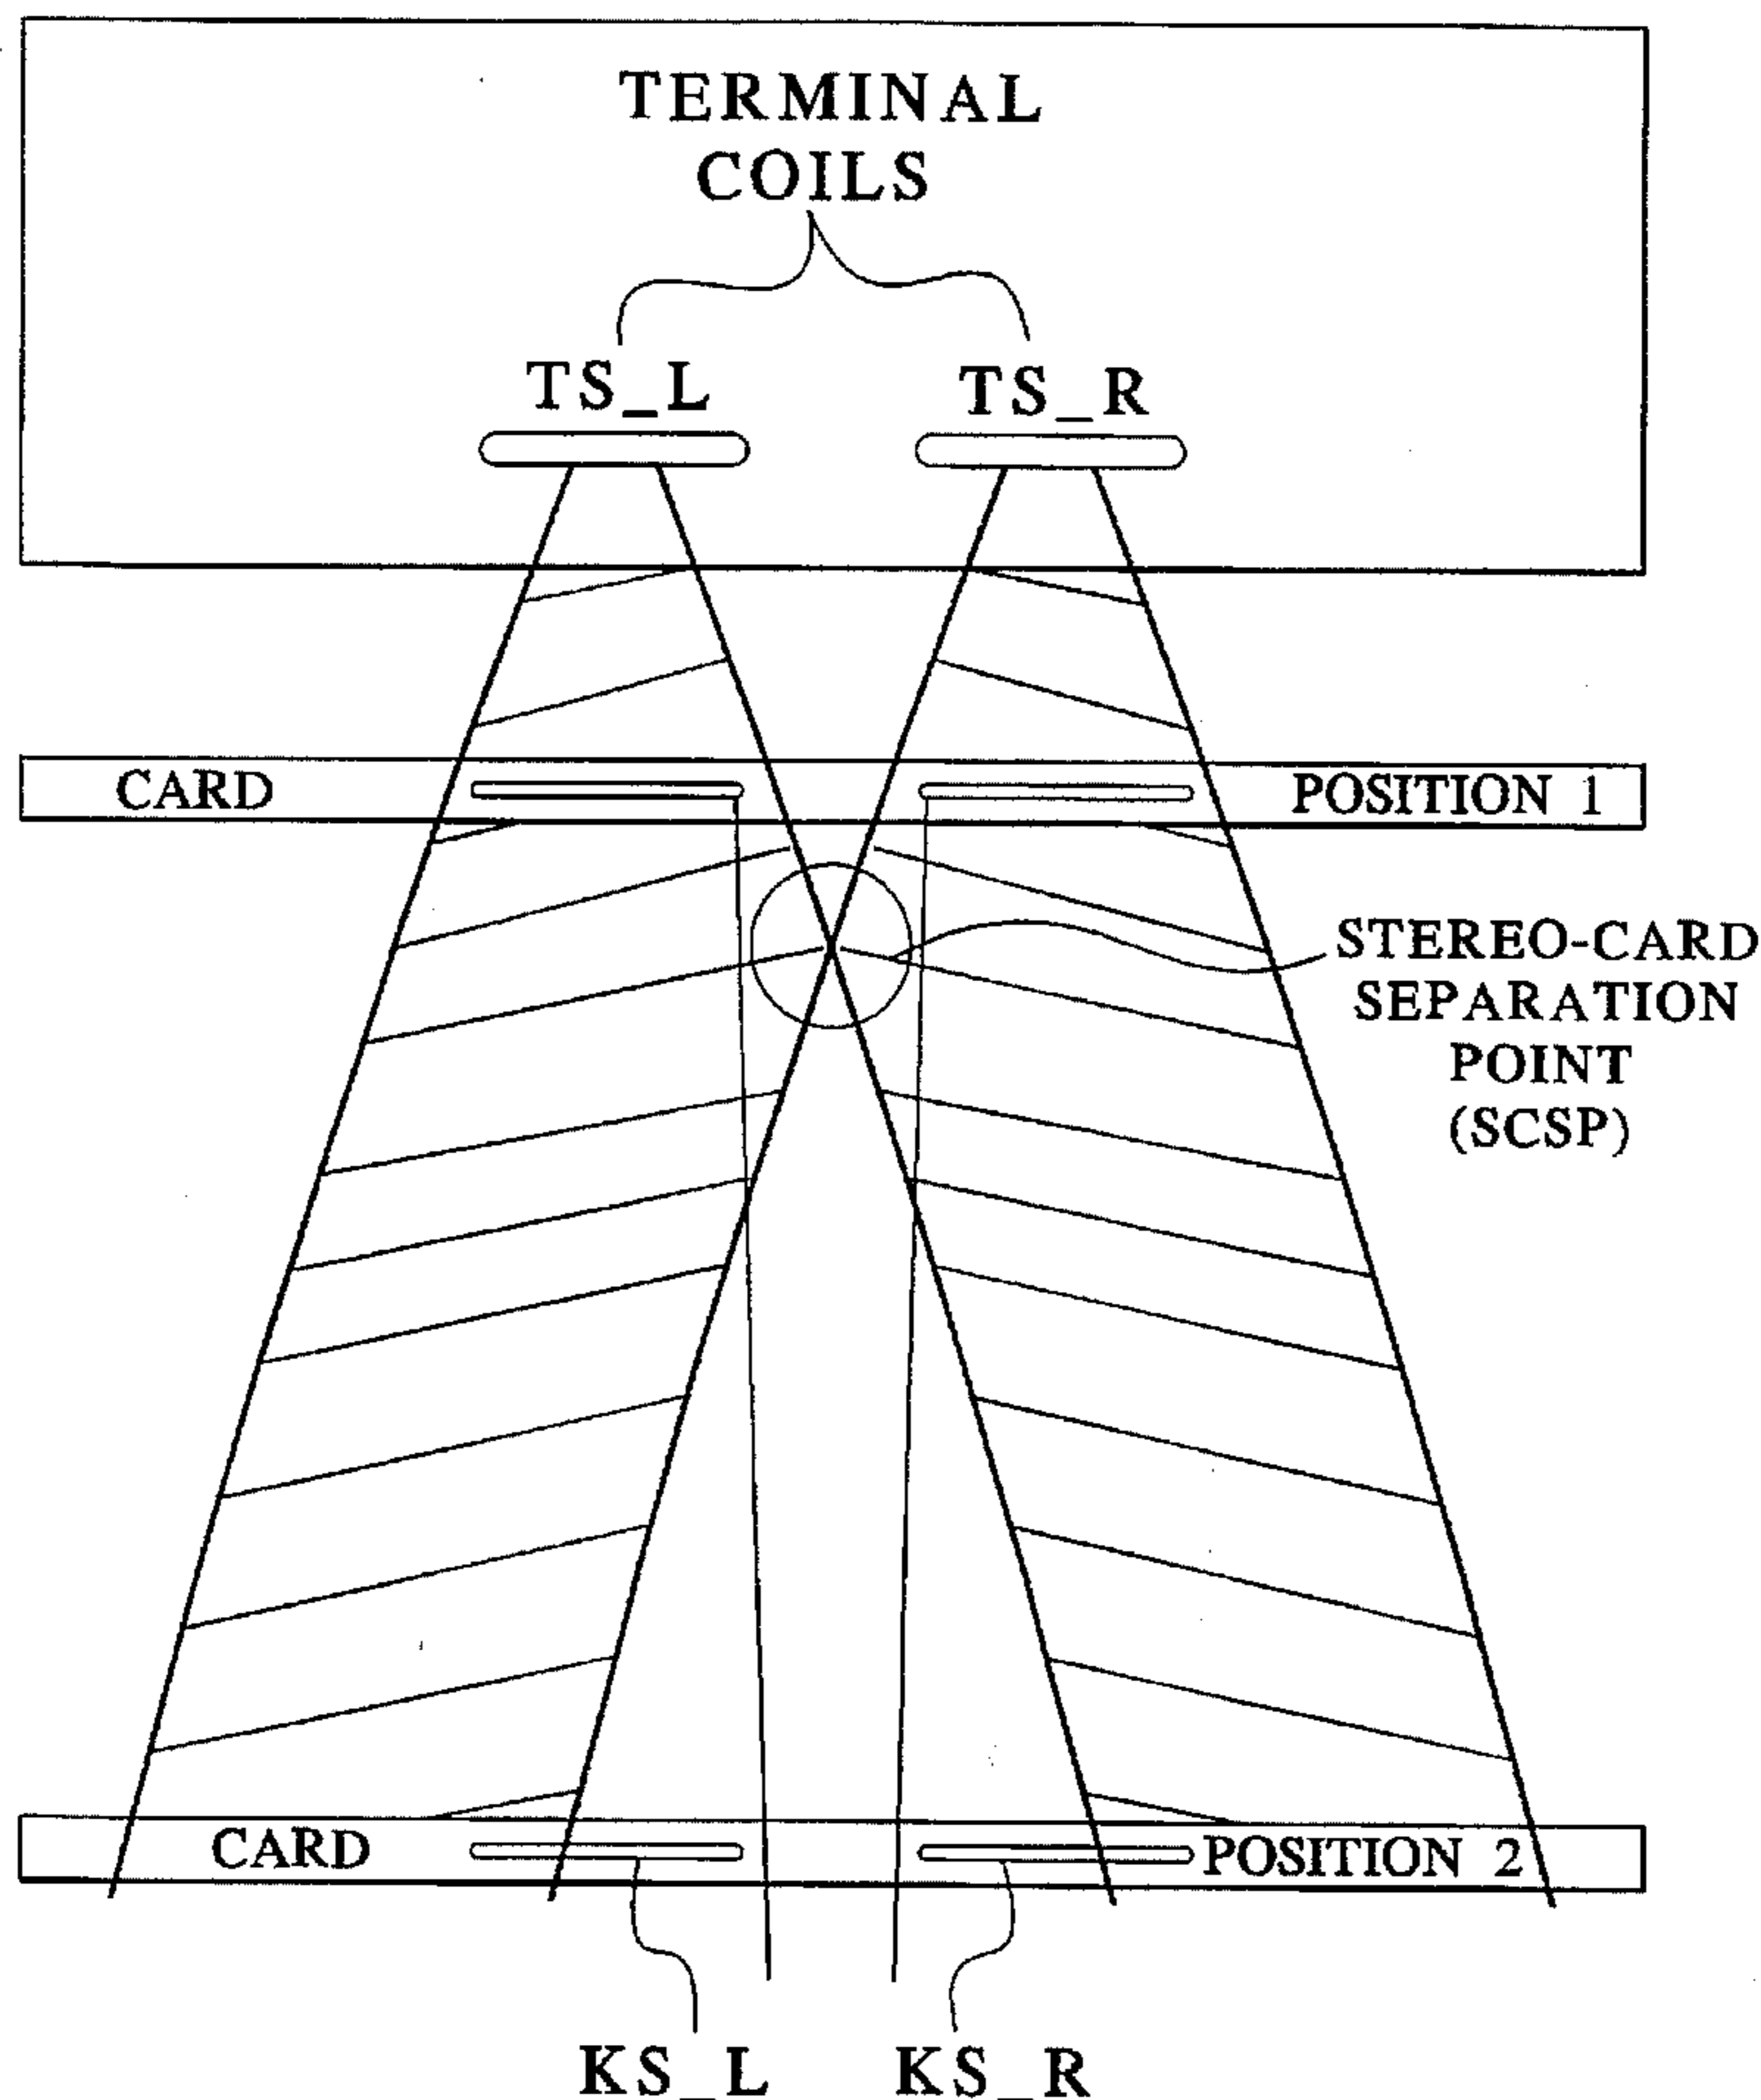 TERMINAL
COILS
TS_L
TS_R
CARD
POSITION 1
STEREO-CARD
SEPARATION
POINT
(SCSP)
CARD
POSITION 2
KS_L
KS_R